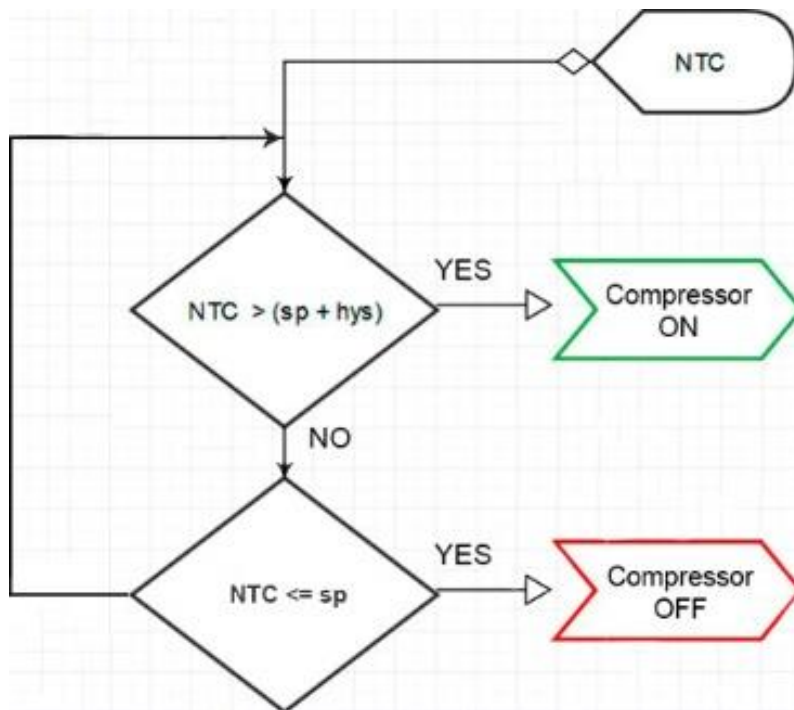 NTC
NTC > (sp + hys)
YES
Compressor
ON
NO
NTC <= sp
YES
Compressor
OFF